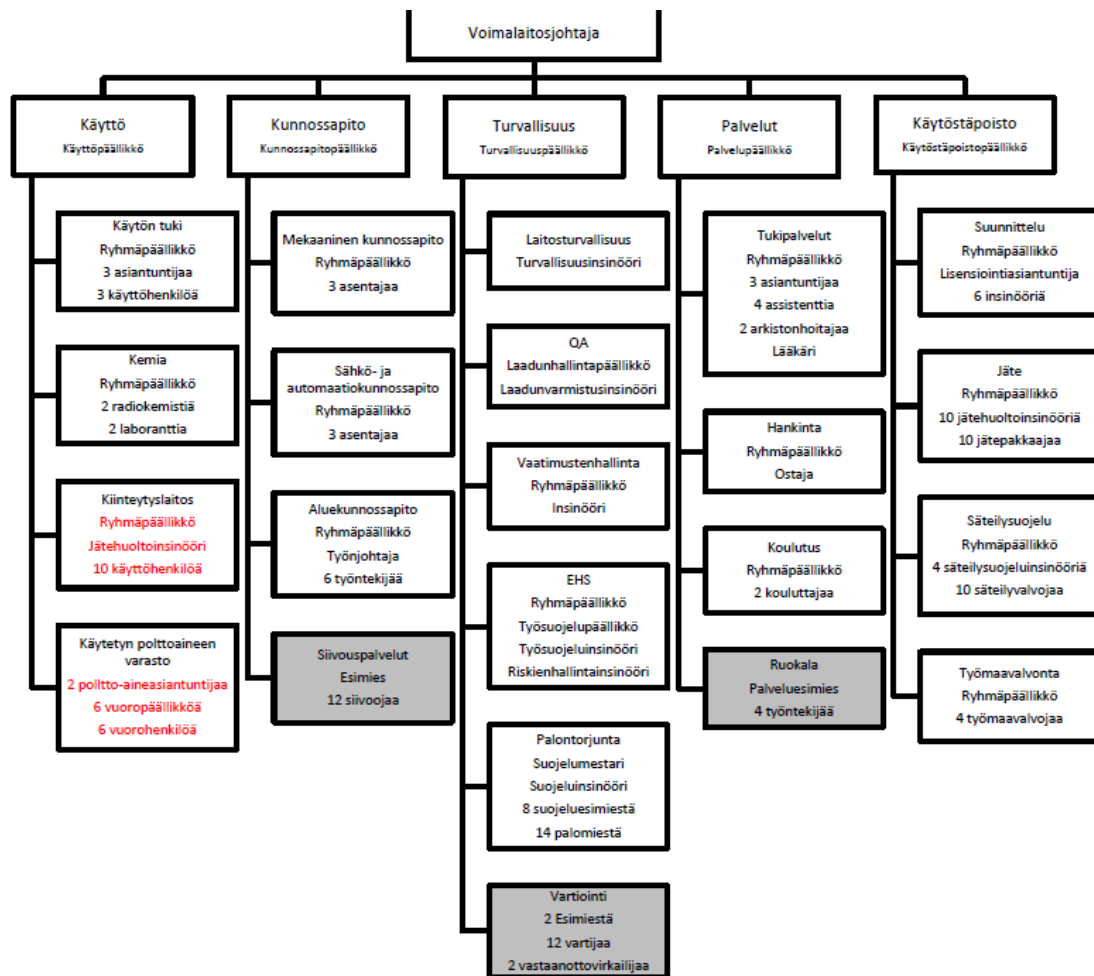 Voimalaitosjohtaja
Käyttö
Käyttöpäällikkö
Kunnossapito
Kunnossapitopäällikkö
Turvallisuus
Turvallisuuspäällikkö
Palvelut
Palvelupäällikkö
Käytöstäpoisto
Käytöstäpoistopäällikkö
Käytön tuki
Ryhmäpäällikkö
3 asiantuntijaa
3 käyttöhenkilöä
Kemia
Ryhmäpäällikkö
2 radiokemistiä
2 laboranttia
Kiinteytyslaitos
Ryhmäpäällikkö
Jätehuoltoinsinööri
10 käyttöhenkilöä
Käytetyn polttoaineen
varasto
2 polltto-aineasiantuntijaa
6 vuoropäällikköä
6 vuorohenkilöä
Mekaaninen kunnossapito
Ryhmäpäällikkö
3 asentajaa
Sähkö- ja
automaatiokunnossapito
Ryhmäpäällikkö
3 asentajaa
Aluekunnossapito
Ryhmäpäällikkö
Työnjohtaja
6 työntekijää
Siivouspalvelut
Esimies
12 siivoojaa
Laitosturvallisuus
Turvallisuusinsinööri
QA
Laadunhallintapäällikkö
Laadunvarmistusinsinööri
Vaatimustenhallinta
Ryhmäpäällikkö
Insinööri
EHS
Ryhmäpäällikkö
Työsuojelupäällikkö
Työsuojeluinsinööri
Riskienhallintainsinööri
Palontorjunta
Suojelumestari
Suojeluinsinööri
8 suojeluesimiestä
14 palomiestä
Vartiointi
2 Esimiestä
12 vartijaa
2 vastaanottovirkailijaa
Tukipalvelut
Ryhmäpäällikkö
3 asiantuntijaa
4 assistenttia
2 arkistonhoitajaa
Lääkäri
Hankinta
Ryhmäpäällikkö
Ostaja
Koulutus
Ryhmäpäällikkö
2 kouluttajaa
Ruokala
Palveluesimies
4 työntekijää
Suunnittelu
Ryhmäpäällikkö
Lisensiointiasiantuntija
6 insinööriä
Jäte
Ryhmäpäällikkö
10 jätehuoltoinsinööriä
10 jätepakkaajaa
Säteilysuojelu
Ryhmäpäällikkö
4 säteilysuojeluinsinööriä
10 säteilyvalvojaa
Työmaavalvonta
Ryhmäpäällikkö
4 työmaavalvojaa